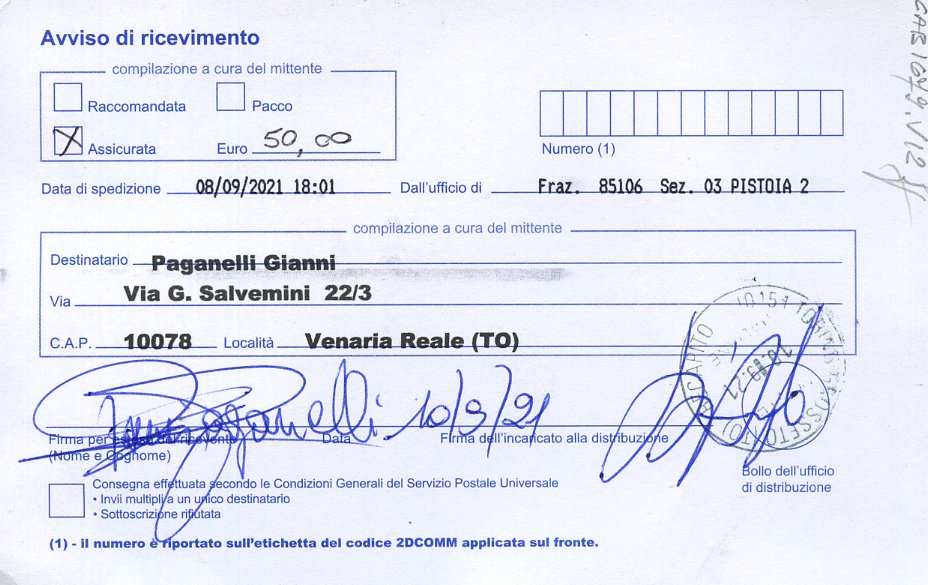 Avviso di ricevimento
compilazione a cura del mittente
Raccomandata Pacco
X Assicurata Euro 50,00
Numero (1)
Data di spedizione 08/09/2021 18:01 Dall'ufficio di Fraz. 85106 Sez. 03 PISTOIA 2
compilazione a cura del mittente
Destinatario Paganelli Gianni
Via Via G. Salvemini 22/3
C.A.P. 10078 Località Venaria Reale (TO)
Paganelli 10/9/21
Firma per esteso del ricevente Data Firma dell'incaricato alla distribuzione
(Nome e Cognome)
Bollo dell'ufficio
di distribuzione
Consegna effettuata secondo le Condizioni Generali del Servizio Postale Universale
• Invii multipli a un unico destinatario
• Sottoscrizione rifiutata
(1) - il numero è riportato sull'etichetta del codice 2DCOMM applicata sul fronte.